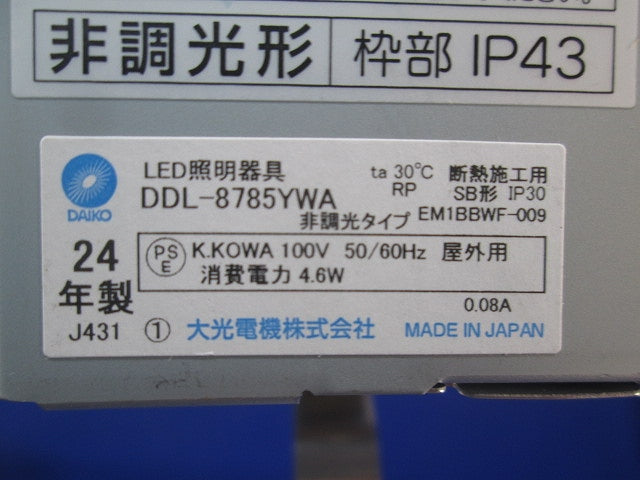 非調光形 枠部 IP43
LED照明器具 ta 30℃ 断熱施工用
DDL-8785YWA RP SB形 IP30
DAIKO 非調光タイプ EM1BBWF-009
24 PS E K.KOWA 100V 50/60Hz 屋外用
年製 消費電力 4.6W
0.08A
J431 ① 大光電機株式会社 MADE IN JAPAN